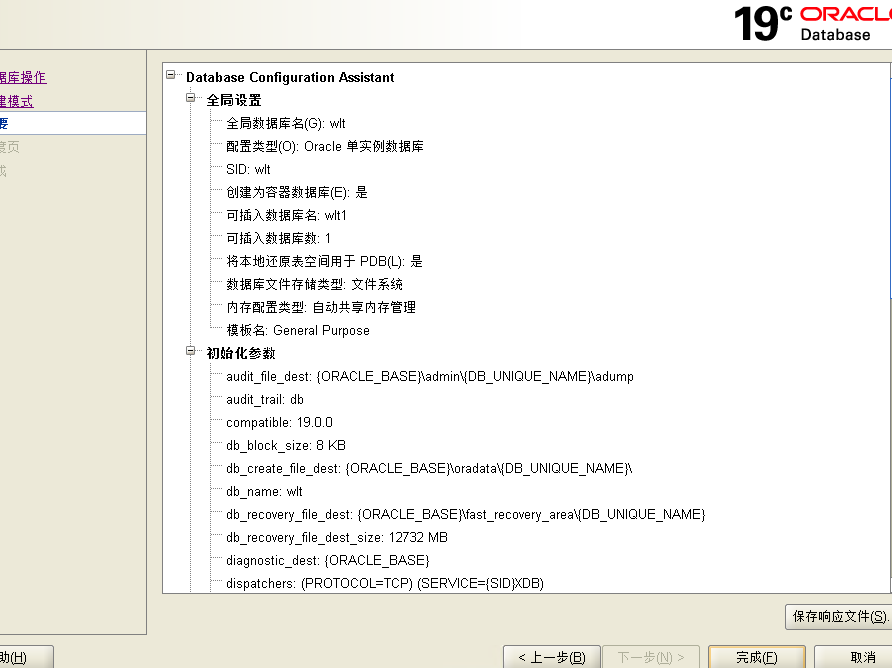 19c ORACLE
Database
据库操作
建模式
要
度页
成
Database Configuration Assistant
全局设置
全局数据库名(G): wlt
配置类型(O): Oracle 单实例数据库
SID: wlt
创建为容器数据库(E): 是
可插入数据库名: wlt1
可插入数据库数: 1
将本地还原表空间用于 PDB(L): 是
数据库文件存储类型: 文件系统
内存配置类型: 自动共享内存管理
模板名: General Purpose
初始化参数
audit_file_dest: {ORACLE_BASE}\admin\{DB_UNIQUE_NAME}\adump
audit_trail: db
compatible: 19.0.0
db_block_size: 8 KB
db_create_file_dest: {ORACLE_BASE}\oradata\{DB_UNIQUE_NAME}\
db_name: wlt
db_recovery_file_dest: {ORACLE_BASE}\fast_recovery_area\{DB_UNIQUE_NAME}
db_recovery_file_dest_size: 12732 MB
diagnostic_dest: {ORACLE_BASE}
dispatchers: (PROTOCOL=TCP) (SERVICE={SID}XDB)
保存响应文件(S).
助(H)
< 上一步(B)
下一步(N) >
完成(F)
取消